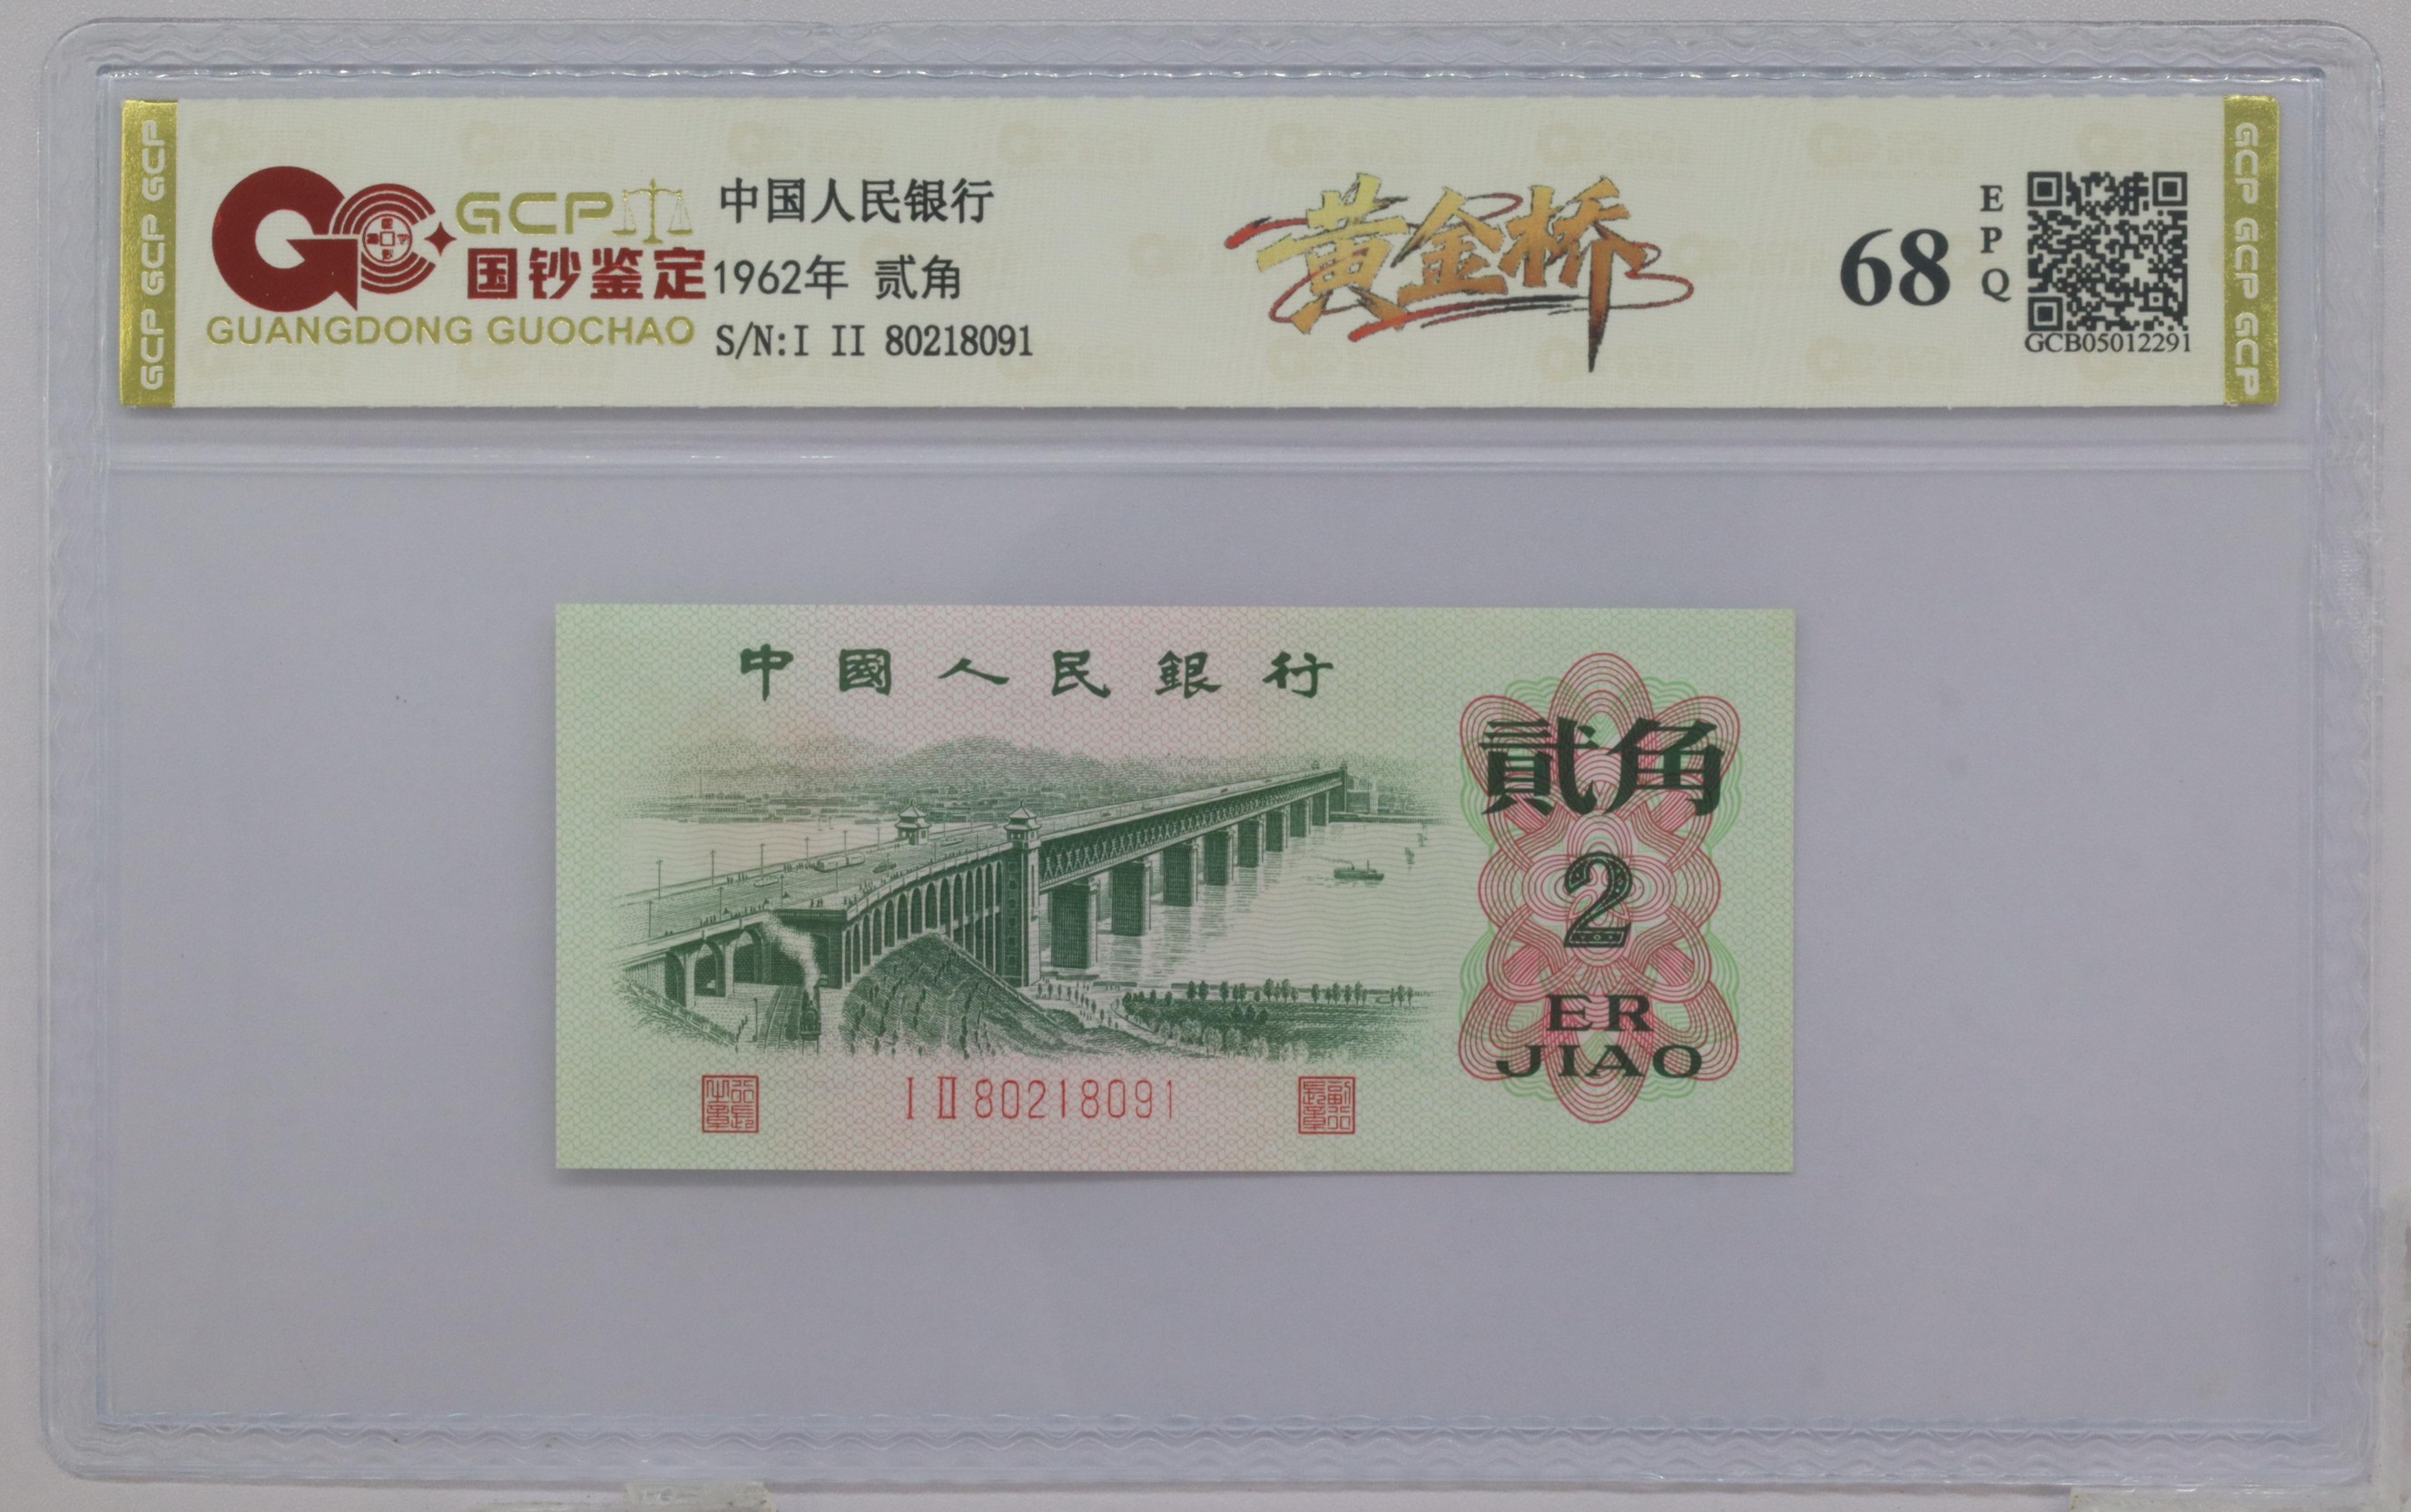 GCP GCP GCP
GCP
国钞鉴定
GUANGDONG GUOCHAO
中国人民银行
1962年 贰角
S/N:I II 80218091
黄金桥
68
EPQ
GCB05012291
GCP GCP GCP
中國人民銀行
貳角
2
ER
JIAO
I II 80218091